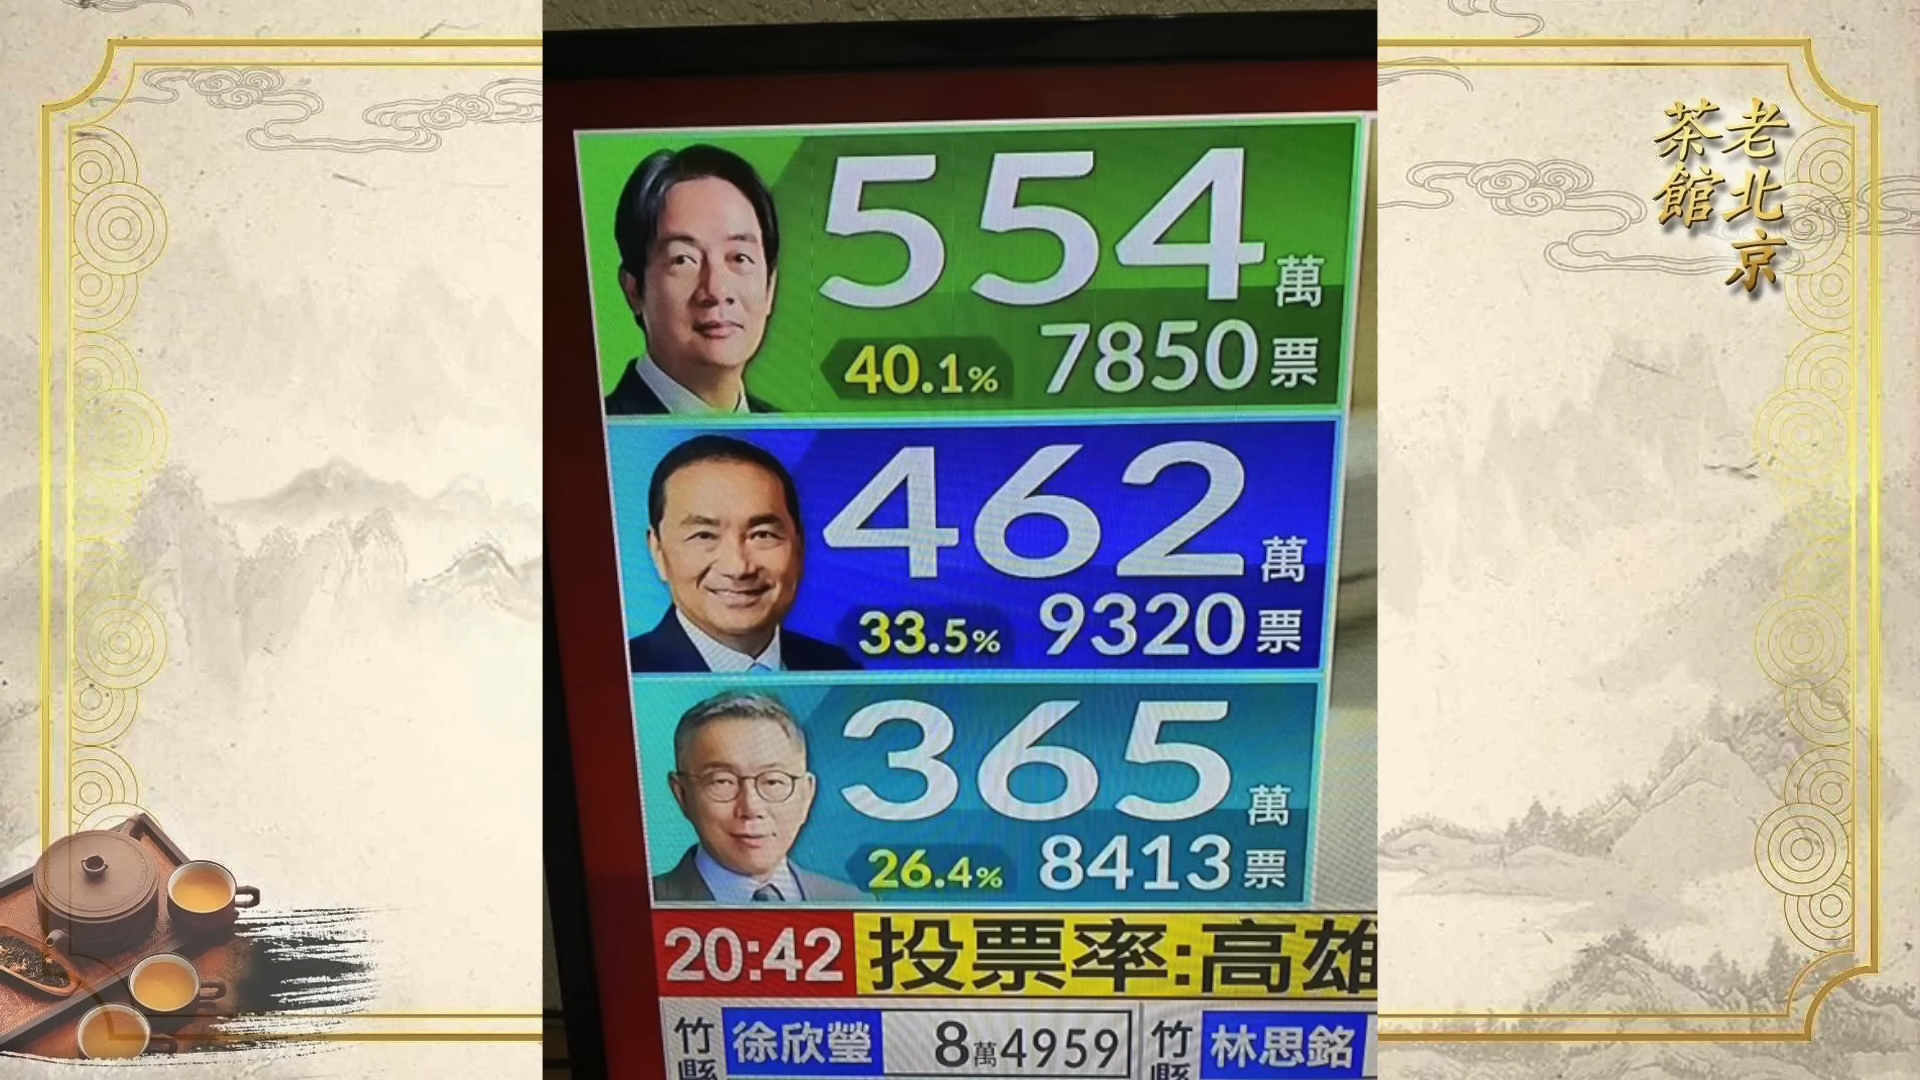 老北京
茶館
554萬
40.1% 7850票
462萬
33.5% 9320票
365萬
26.4% 8413票
20:42 投票率:高雄
竹縣 徐欣瑩 8萬4959 竹縣 林思銘